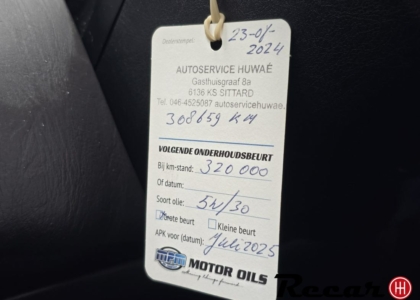 Onderstempel:
23-01-
2024
AUTOSERVICE HUWAË
Gasthuisgraaf 8a
6136 KS SITTARD
Tel. 046-4525087 autoservicehuwae.
308659 KM
VOLGENDE ONDERHOUDSBEURT
Bij km-stand: 320000
Of datum:
Soort olie: 5W/30
Grote beurt Kleine beurt
APK voor (datum): Juli 2025
MOTOR OILS